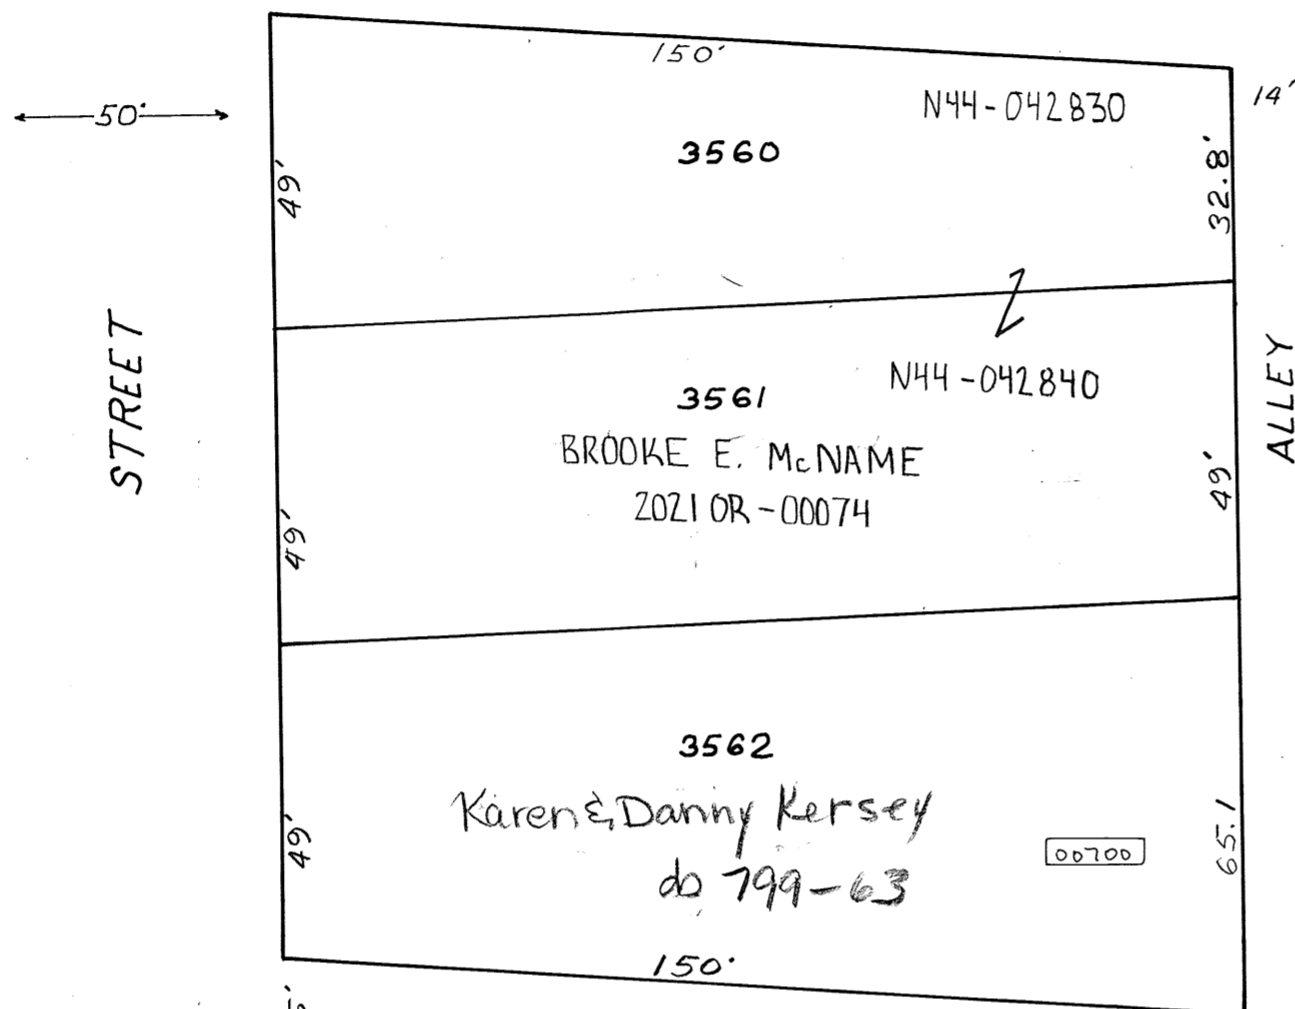 150'
N44-042830
14'
50'
3560
49'
32.8'
STREET
ALLEY
N44-042840
3561
BROOKE E. McNAME
2021 OR-00074
49'
49'
3562
Karen & Danny Kersey
db 799-63
00700
49'
65.1
150'